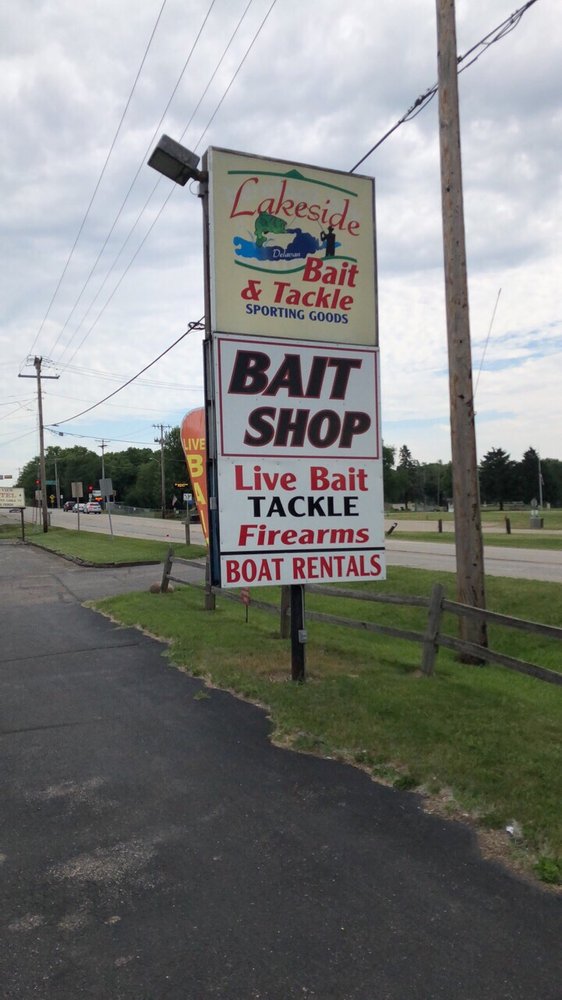 Lakeside
Delavan
Bait
& Tackle
SPORTING GOODS
BAIT
SHOP
Live Bait
TACKLE
Firearms
BOAT RENTALS
LIVE
BA